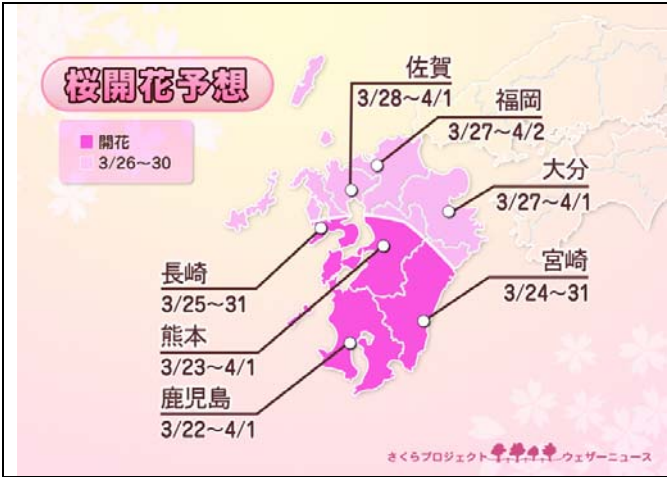 桜開花予想
開花
3/26〜30
佐賀
3/28〜4/1
福岡
3/27〜4/2
大分
3/27〜4/1
長崎
3/25〜31
宮崎
3/24〜31
熊本
3/23〜4/1
鹿児島
3/22〜4/1
さくらプロジェクト ウェザーニュース